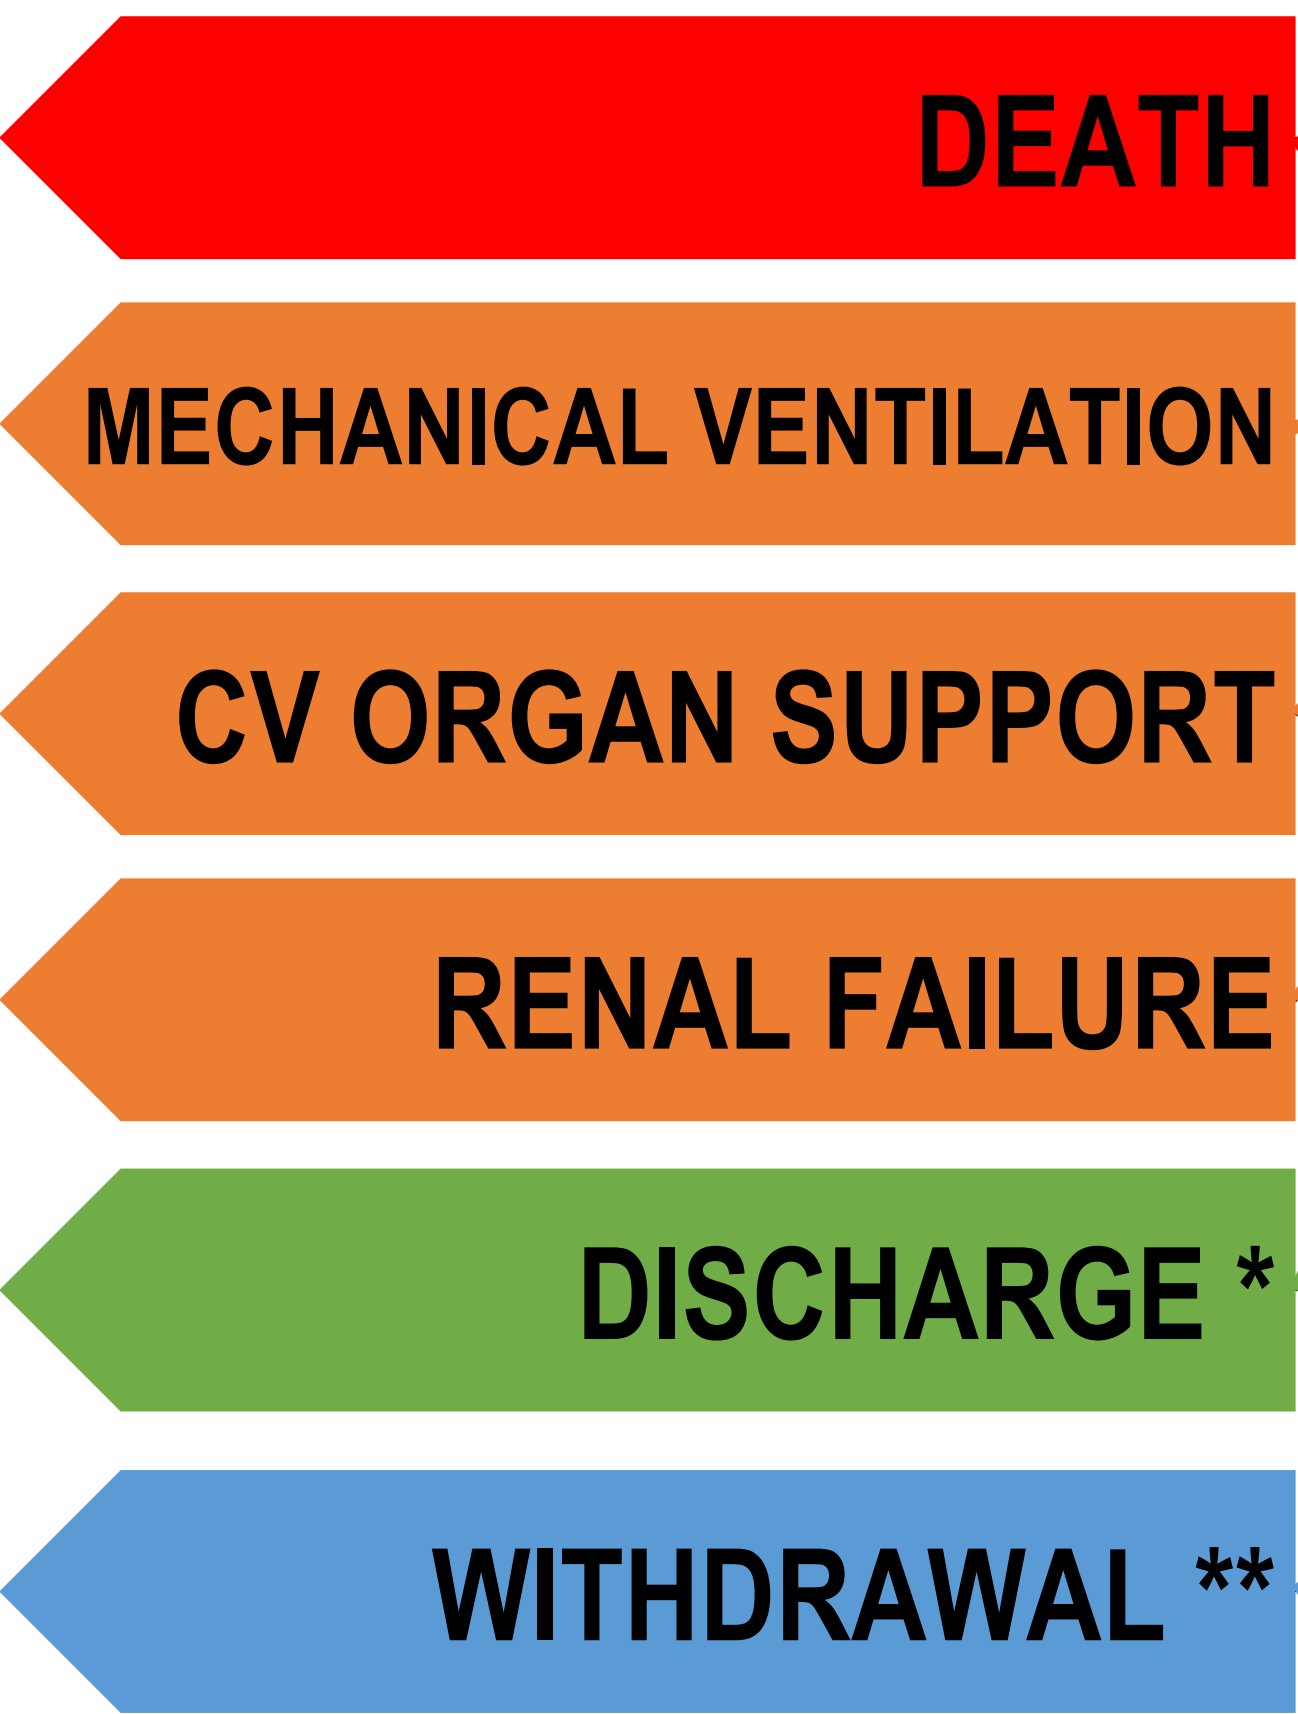 DEATH
MECHANICAL VENTILATION
CV ORGAN SUPPORT
RENAL FAILURE
DISCHARGE *
WITHDRAWAL **